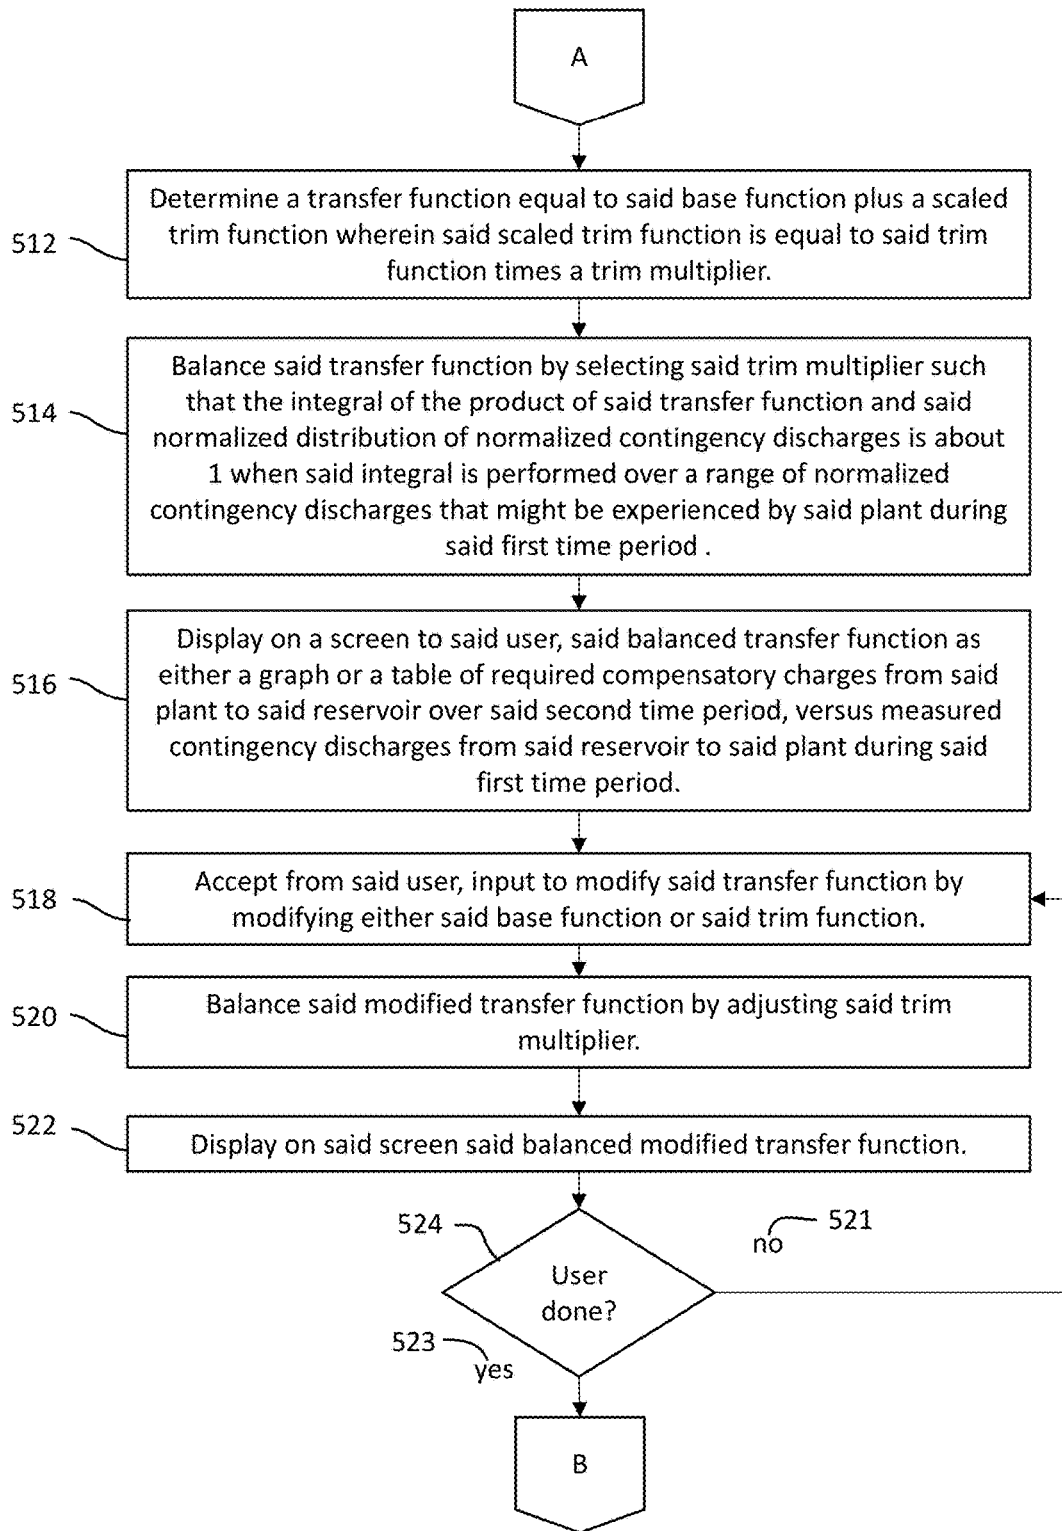 A
Determine a transfer function equal to said base function plus a scaled
trim function wherein said scaled trim function is equal to said trim
function times a trim multiplier.
512
Balance said transfer function by selecting said trim multiplier such
that the integral of the product of said transfer function and said
normalized distribution of normalized contingency discharges is about
1 when said integral is performed over a range of normalized
contingency discharges that might be experienced by said plant during
said first time period .
514
Display on a screen to said user, said balanced transfer function as
either a graph or a table of required compensatory charges from said
plant to said reservoir over said second time period, versus measured
contingency discharges from said reservoir to said plant during said
first time period.
516
Accept from said user, input to modify said transfer function by
modifying either said base function or said trim function.
518
Balance said modified transfer function by adjusting said trim
multiplier.
520
Display on said screen said balanced modified transfer function.
522
524
User
done?
521
no
523
yes
B